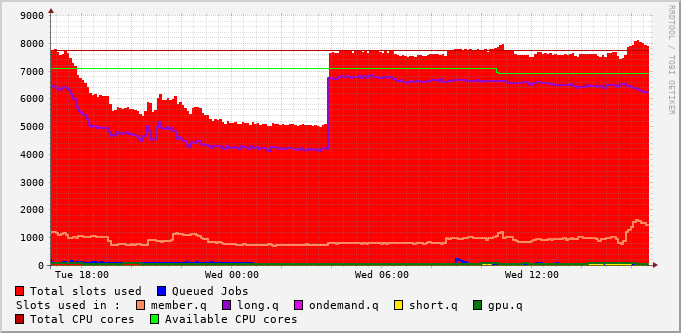 9000
8000
7000
6000
5000
4000
3000
2000
1000
0
Tue 18:00 Wed 00:00 Wed 06:00 Wed 12:00
RRDTOOL / TOBI OETIKER
Total slots used Queued Jobs
Slots used in : member.q long.q ondemand.q short.q gpu.q
Total CPU cores Available CPU cores